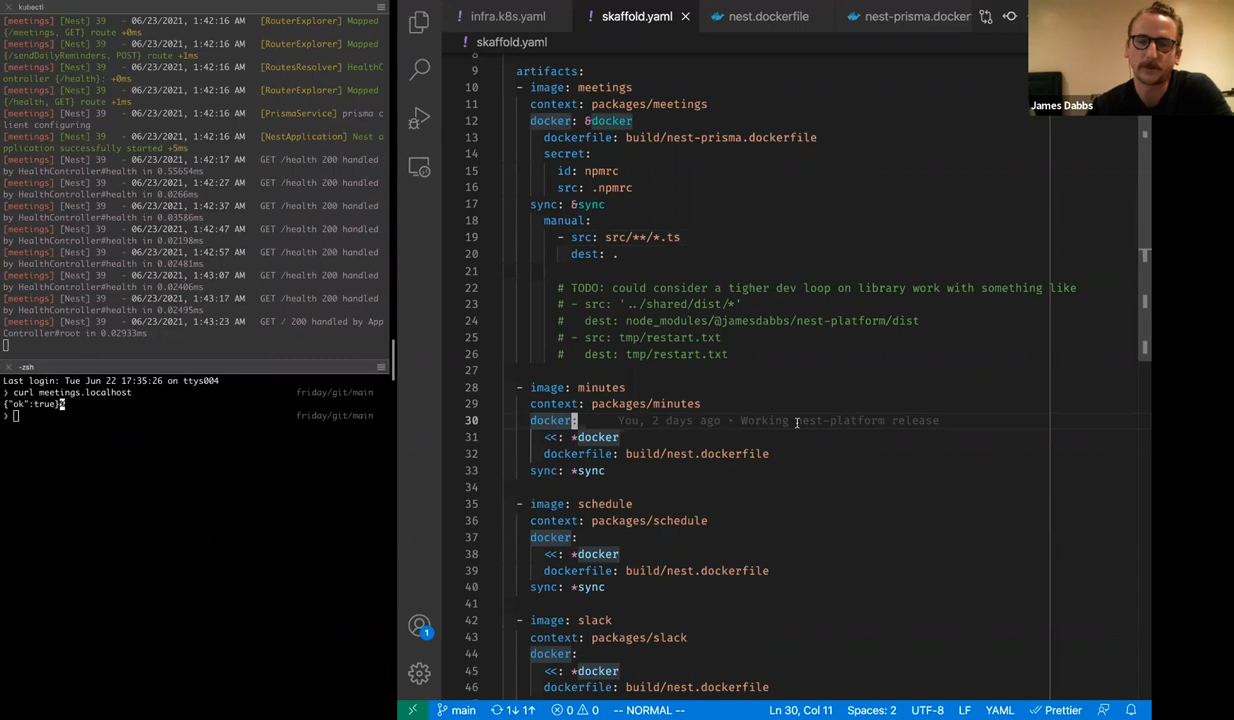 kubectl
[meetings] [Nest] 39   - 06/23/2021, 1:42:16 AM   [RouterExplorer] Mapped
{/meetings, GET} route +0ms
[meetings] [Nest] 39   - 06/23/2021, 1:42:16 AM   [RouterExplorer] Mapped
{/sendDailyReminders, POST} route +1ms
[meetings] [Nest] 39   - 06/23/2021, 1:42:16 AM   [RoutesResolver] HealthC
ontroller {/health}: +0ms
[meetings] [Nest] 39   - 06/23/2021, 1:42:16 AM   [RouterExplorer] Mapped
{/health, GET} route +1ms
[meetings] [Nest] 39   - 06/23/2021, 1:42:16 AM   [PrismaService] prisma c
lient configuring
[meetings] [Nest] 39   - 06/23/2021, 1:42:16 AM   [NestApplication] Nest a
pplication successfully started +5ms
[meetings] [Nest] 39   - 06/23/2021, 1:42:17 AM   GET /health 200 handled
by HealthController#health in 0.55654ms
[meetings] [Nest] 39   - 06/23/2021, 1:42:27 AM   GET /health 200 handled
by HealthController#health in 0.0266ms
[meetings] [Nest] 39   - 06/23/2021, 1:42:37 AM   GET /health 200 handled
by HealthController#health in 0.03586ms
[meetings] [Nest] 39   - 06/23/2021, 1:42:47 AM   GET /health 200 handled
by HealthController#health in 0.02198ms
[meetings] [Nest] 39   - 06/23/2021, 1:42:57 AM   GET /health 200 handled
by HealthController#health in 0.02481ms
[meetings] [Nest] 39   - 06/23/2021, 1:43:07 AM   GET /health 200 handled
by HealthController#health in 0.02406ms
[meetings] [Nest] 39   - 06/23/2021, 1:43:17 AM   GET /health 200 handled
by HealthController#health in 0.02495ms
[meetings] [Nest] 39   - 06/23/2021, 1:43:23 AM   GET / 200 handled by App
Controller#root in 0.02933ms
-zsh
Last login: Tue Jun 22 17:35:26 on ttys004
❯ curl meetings.localhost friday/git/main
{"ok":true}%
❯ friday/git/main
! infra.k8s.yaml ! skaffold.yaml nest.dockerfile nest-prisma.docker
! skaffold.yaml
8
9 artifacts:
10 - image: meetings
11 context: packages/meetings
12 docker: &docker
13 dockerfile: build/nest-prisma.dockerfile
14 secret:
15 id: npmrc
16 src: .npmrc
17 sync: &sync
18 manual:
19 - src: src/**/*.ts
20 dest: .
21
22 # TODO: could consider a tigher dev loop on library work with something like
23 # - src: '../shared/dist/*'
24 #   dest: node_modules/@jamesdabbs/nest-platform/dist
25 # - src: tmp/restart.txt
26 #   dest: tmp/restart.txt
27
28 - image: minutes
29 context: packages/minutes
30 docker: You, 2 days ago • Working nest-platform release
31 <<: *docker
32 dockerfile: build/nest.dockerfile
33 sync: *sync
34
35 - image: schedule
36 context: packages/schedule
37 docker:
38 <<: *docker
39 dockerfile: build/nest.dockerfile
40 sync: *sync
41
42 - image: slack
43 context: packages/slack
44 docker:
45 <<: *docker
46 dockerfile: build/nest.dockerfile
James Dabbs
1
main 1↓ 1↑ 0 0 -- NORMAL -- Ln 30, Col 11 Spaces: 2 UTF-8 LF YAML Prettier